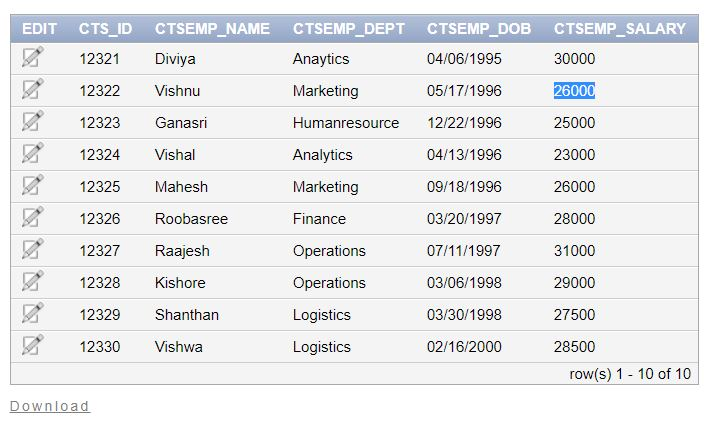 EDIT CTS_ID CTSEMP_NAME CTSEMP_DEPT CTSEMP_DOB CTSEMP_SALARY
12321 Diviya Anaytics 04/06/1995 30000
12322 Vishnu Marketing 05/17/1996 26000
12323 Ganasri Humanresource 12/22/1996 25000
12324 Vishal Analytics 04/13/1996 23000
12325 Mahesh Marketing 09/18/1996 26000
12326 Roobasree Finance 03/20/1997 28000
12327 Raajesh Operations 07/11/1997 31000
12328 Kishore Operations 03/06/1998 29000
12329 Shanthan Logistics 03/30/1998 27500
12330 Vishwa Logistics 02/16/2000 28500
row(s) 1 - 10 of 10
Download